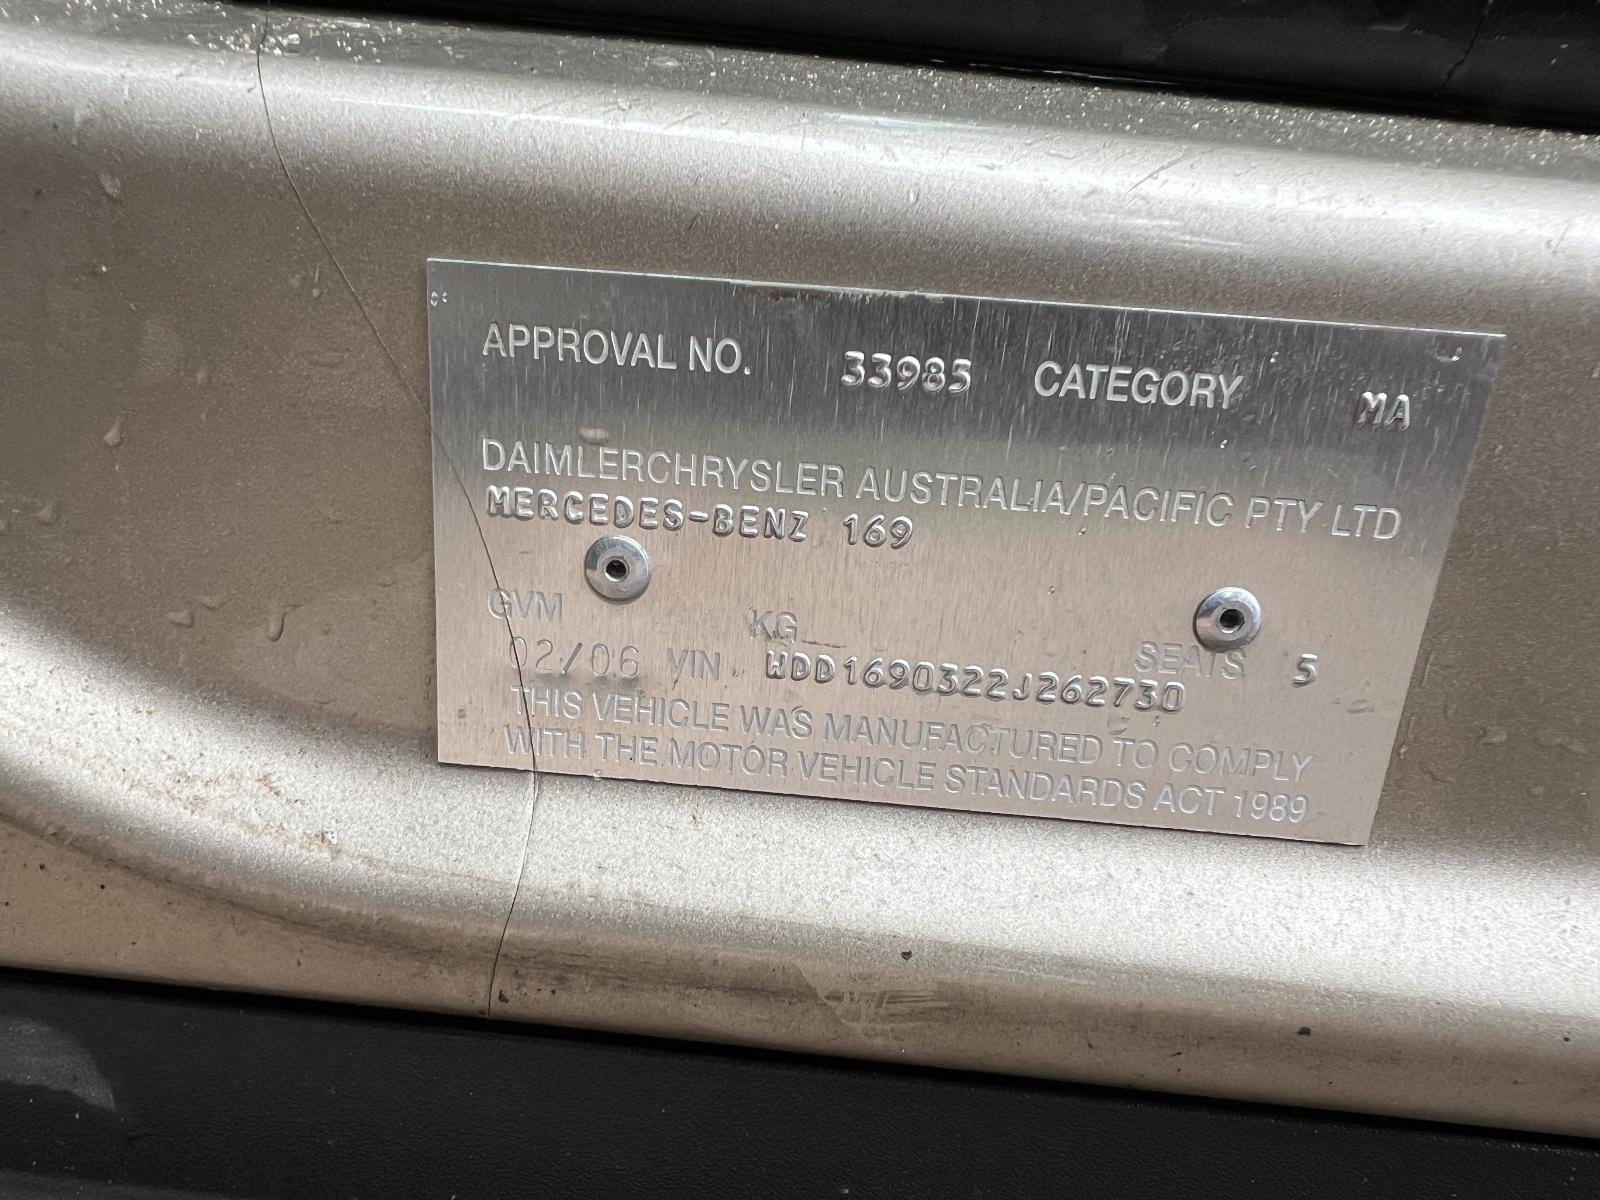 APPROVAL NO. 33985 CATEGORY MA
DAIMLERCHRYSLER AUSTRALIA/PACIFIC PTY LTD
MERCEDES-BENZ 169
GVM KG SEATS 5
02/06 VIN WDD1690322J262730
THIS VEHICLE WAS MANUFACTURED TO COMPLY
WITH THE MOTOR VEHICLE STANDARDS ACT 1989